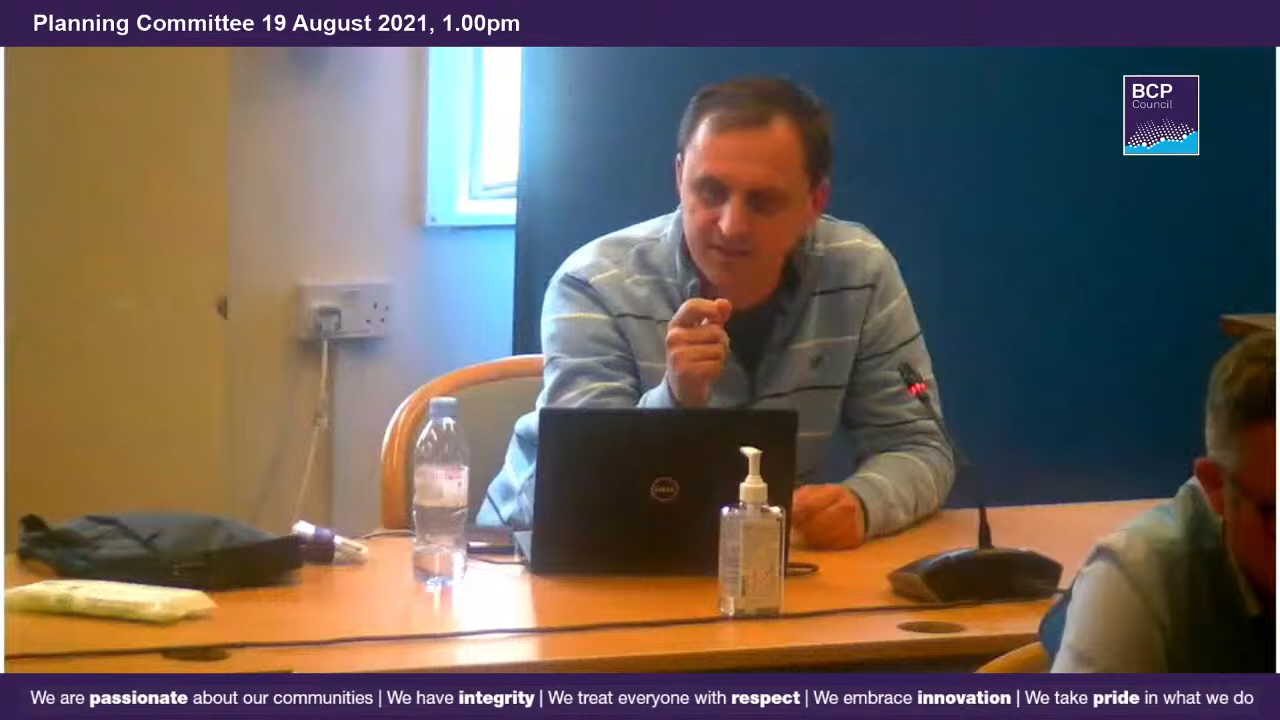 Planning Committee 19 August 2021, 1.00pm
BCP
Council
DELL
We are passionate about our communities | We have integrity | We treat everyone with respect | We embrace innovation | We take pride in what we do